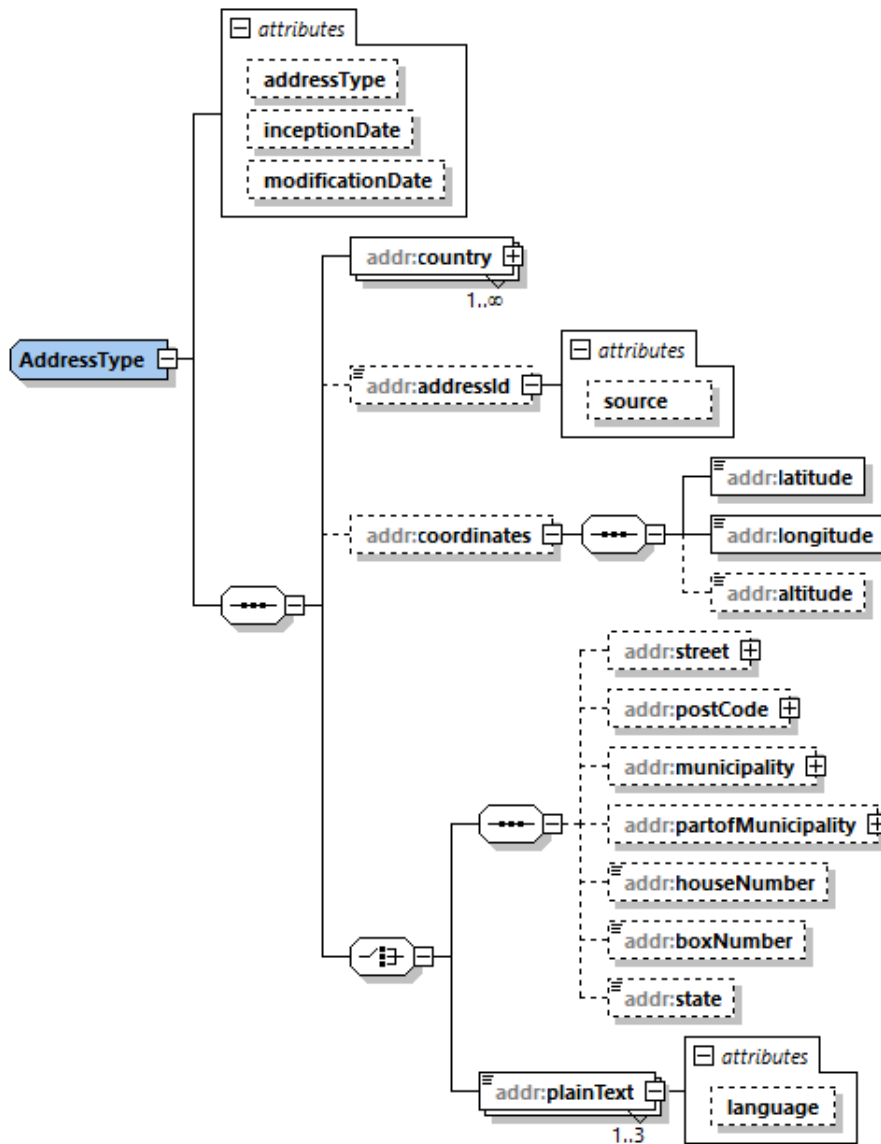 attributes
addressType
inceptionDate
modificationDate
addr:country
1..∞
AddressType
addr:addressId
attributes
source
addr:coordinates
addr:latitude
addr:longitude
addr:altitude
addr:street
addr:postCode
addr:municipality
addr:partofMunicipality
addr:houseNumber
addr:boxNumber
addr:state
addr:plainText
1..3
attributes
language